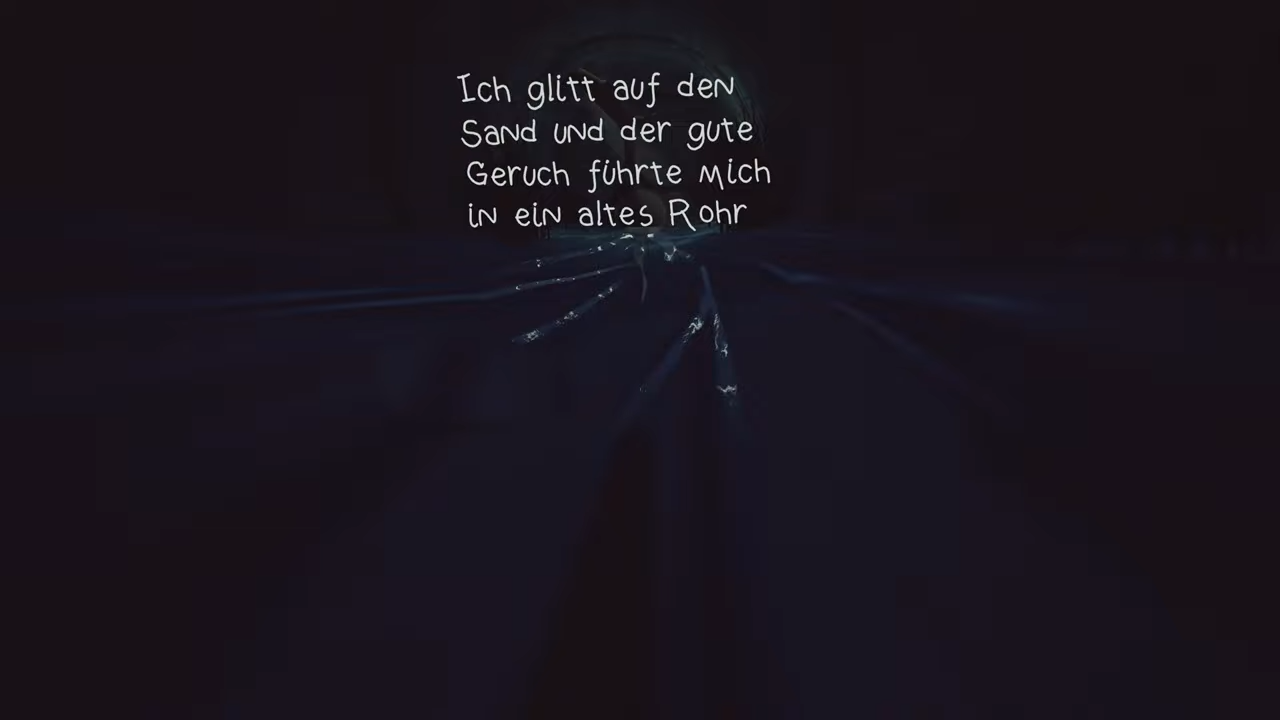 Ich glitt auf den
Sand und der gute
Geruch führte mich
in ein altes Rohr